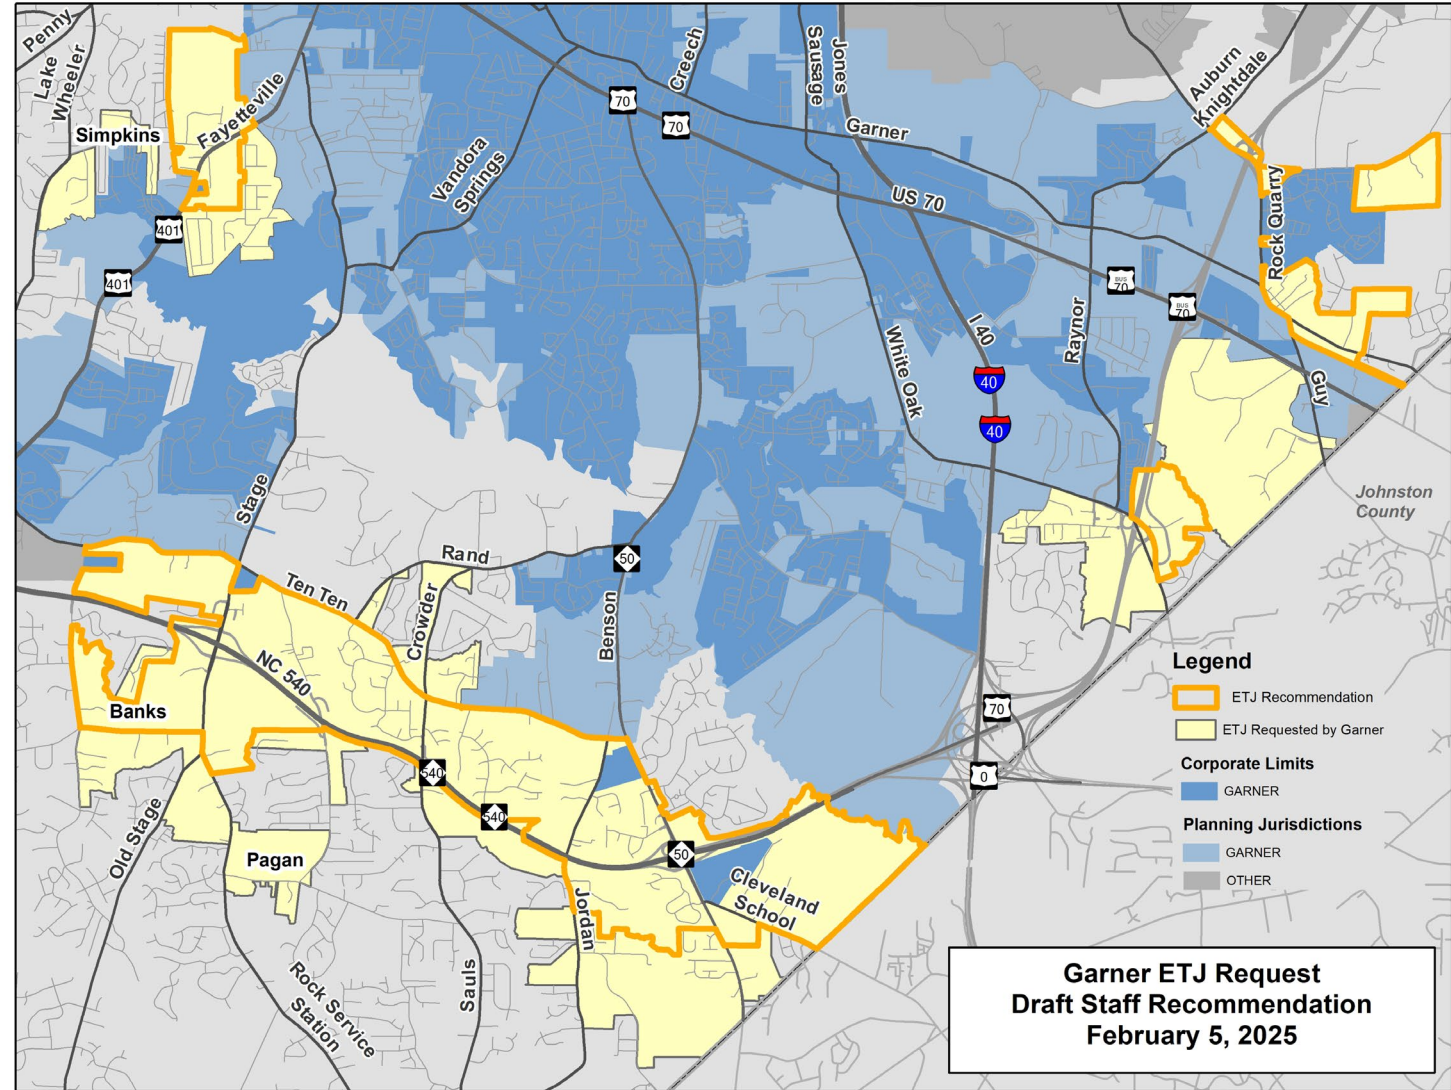 Penny
Lake
Wheeler
Simpkins
Fayetteville
401
401
Vandora
Springs
70
70
Creech
Sausage
Jones
Garner
US 70
Auburn
Knightdale
Rock Quarry
BUS
70
BUS
70
I 40
40
40
White Oak
Raynor
Guy
Johnston
County
Stage
Rand
50
Ten Ten
Crowder
Benson
NC 540
Banks
540
540
50
70
0
Old Stage
Pagan
Cleveland
School
Jordan
Sauls
Rock Service
Station
Legend
ETJ Recommendation
ETJ Requested by Garner
Corporate Limits
GARNER
Planning Jurisdictions
GARNER
OTHER
Garner ETJ Request
Draft Staff Recommendation
February 5, 2025